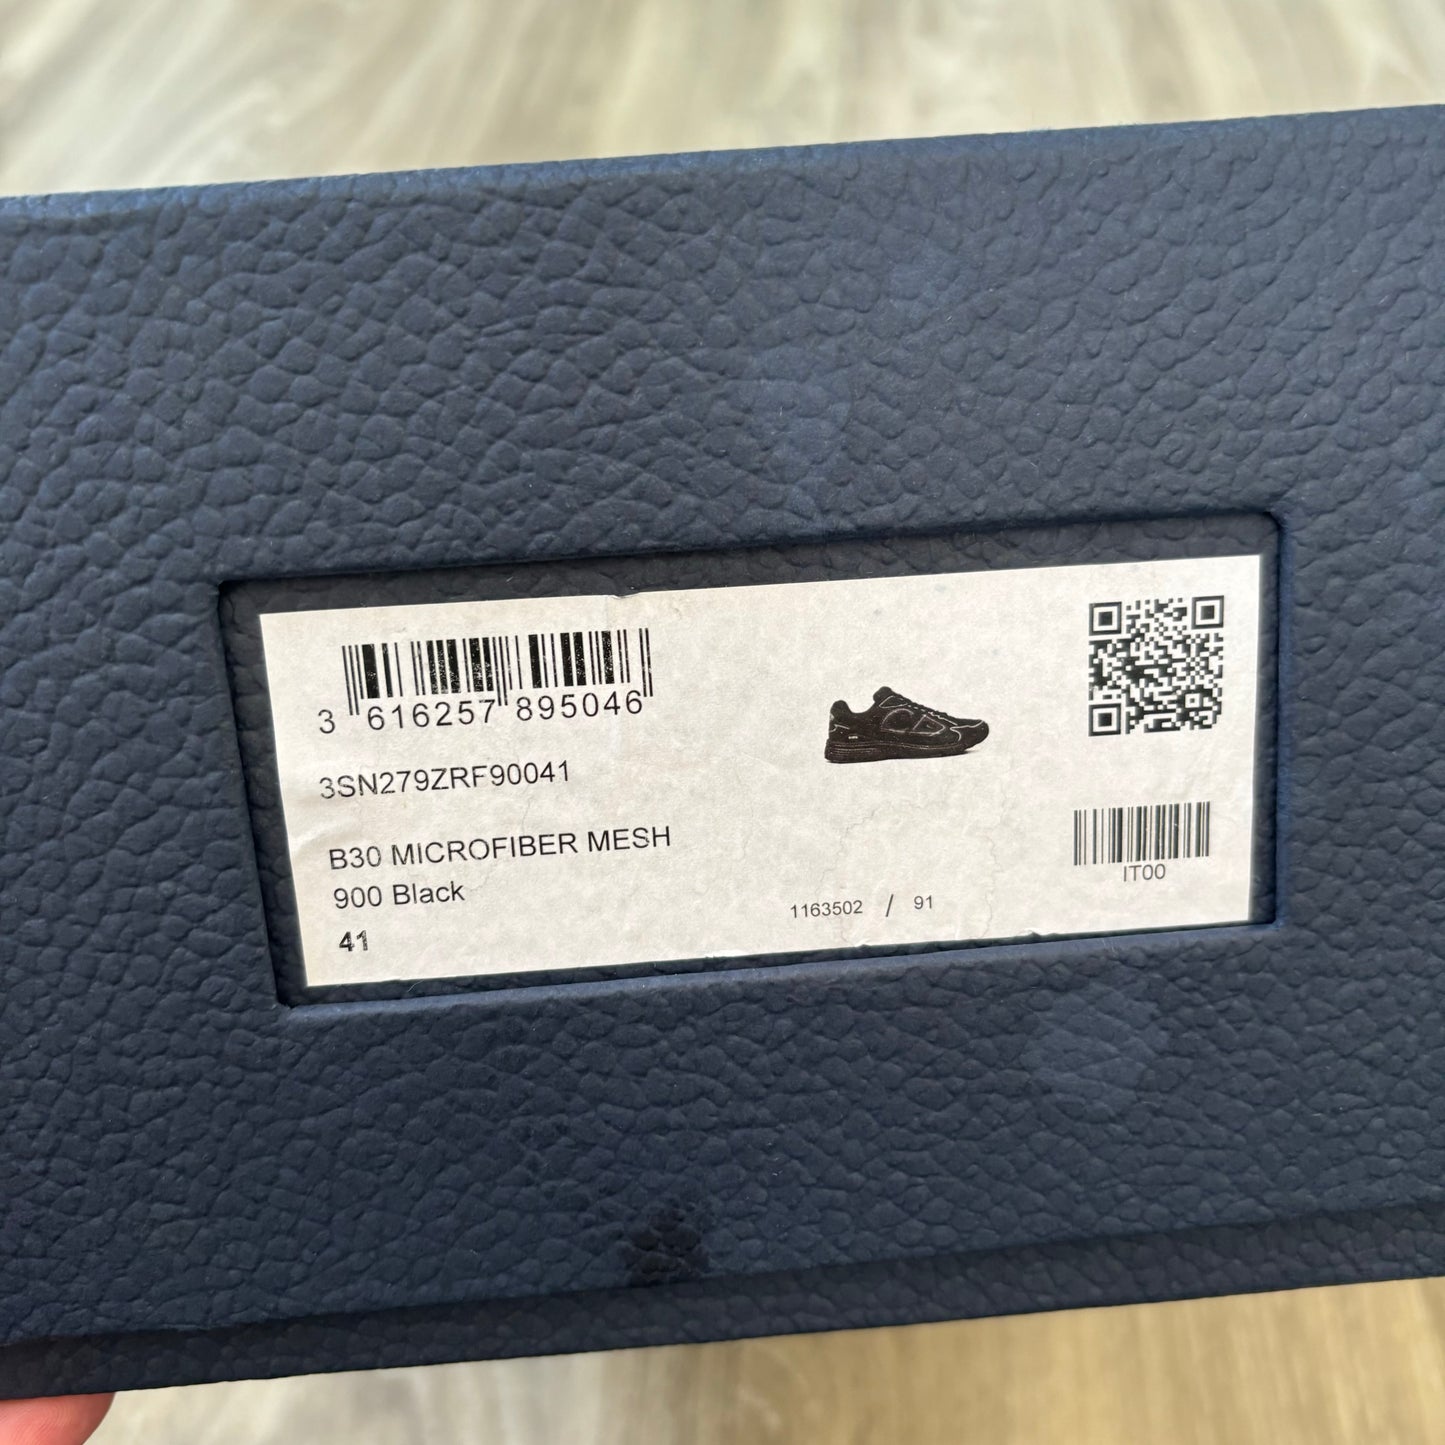 3 616257 895046
3SN279ZRF90041
B30 MICROFIBER MESH
900 Black
41
1163502 / 91
IT00